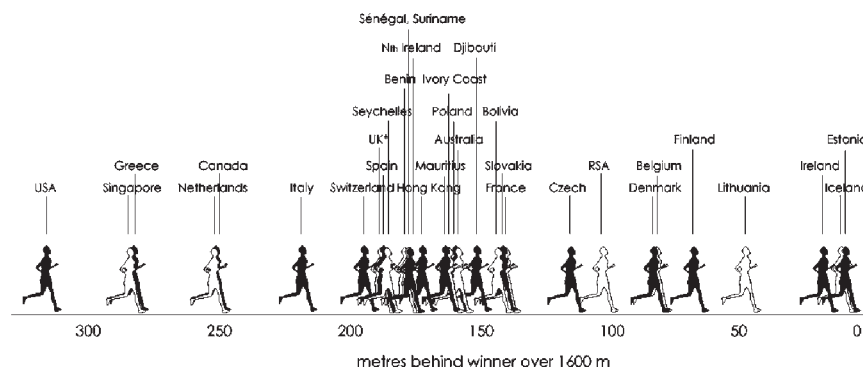 Sénégal, Suriname
Nth Ireland Djibouti
Benin Ivory Coast
Seychelles Poland Bolivia
UK* Australia Finland Estonia
Greece Canada Spain Mauritius Slovakia RSA Belgium Ireland
USA Singapore Netherlands Italy Switzerland Hong Kong France Czech Denmark Lithuania Iceland
300 250 200 150 100 50 0
metres behind winner over 1600 m